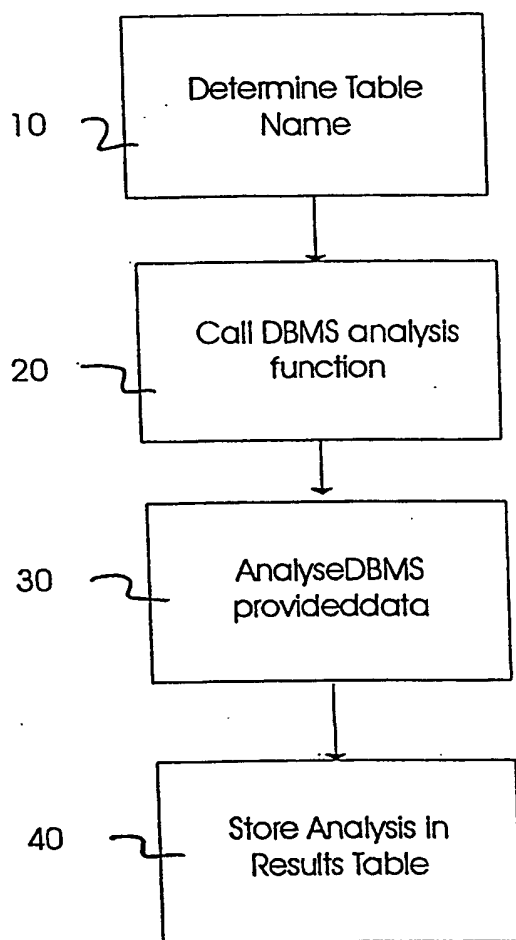 10
Determine Table
Name
20
Call DBMS analysis
function
30
AnalyseDBMS
provideddata
40
Store Analysis in
Results Table